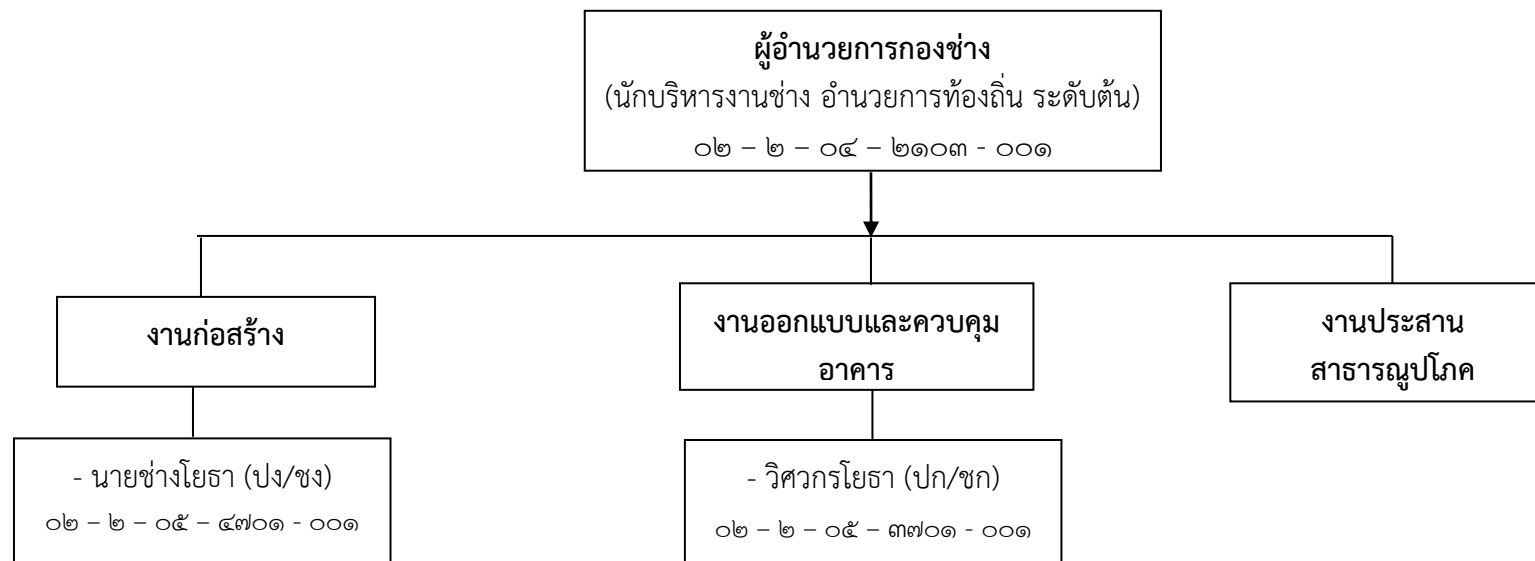 ผู้อำนวยการกองช่าง
(นักบริหารงานช่าง อำนวยการท้องถิ่น ระดับต้น)
๐๒ – ๒ – ๐๔ – ๒๑๐๓ - ๐๐๑
งานก่อสร้าง
งานออกแบบและควบคุม
อาคาร
งานประสาน
สาธารณูปโภค
- นายช่างโยธา (ปง/ชง)
๐๒ – ๒ – ๐๕ – ๔๗๐๑ - ๐๐๑
- วิศวกรโยธา (ปก/ชก)
๐๒ – ๒ – ๐๕ – ๓๗๐๑ - ๐๐๑